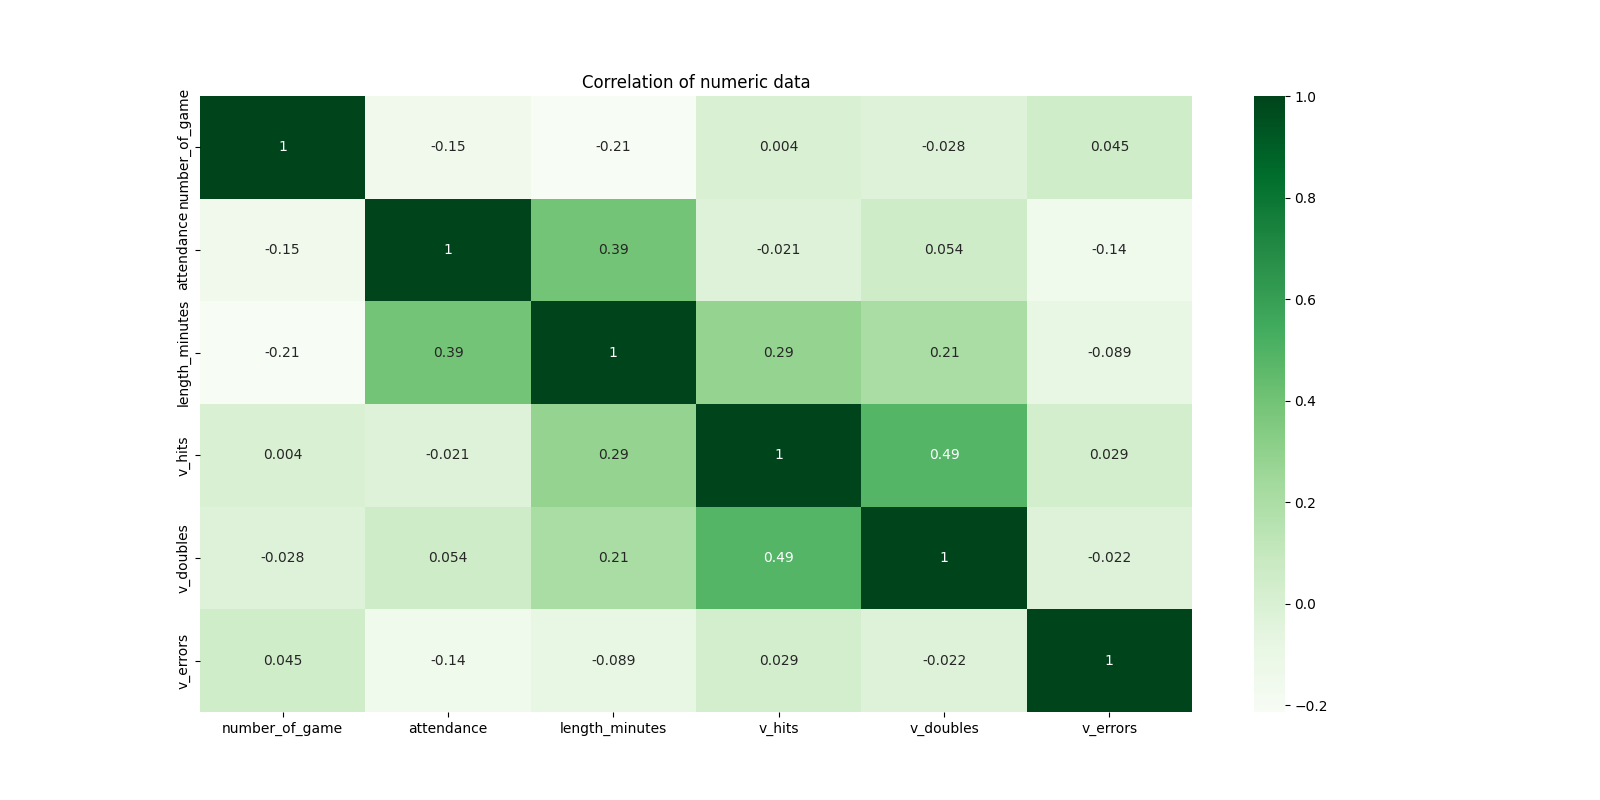 Correlation of numeric data
number_of_game 1 -0.15 -0.21 0.004 -0.028 0.045
attendance -0.15 1 0.39 -0.021 0.054 -0.14
length_minutes -0.21 0.39 1 0.29 0.21 -0.089
v_hits 0.004 -0.021 0.29 1 0.49 0.029
v_doubles -0.028 0.054 0.21 0.49 1 -0.022
v_errors 0.045 -0.14 -0.089 0.029 -0.022 1
number_of_game attendance length_minutes v_hits v_doubles v_errors
1.0
0.8
0.6
0.4
0.2
0.0
−0.2